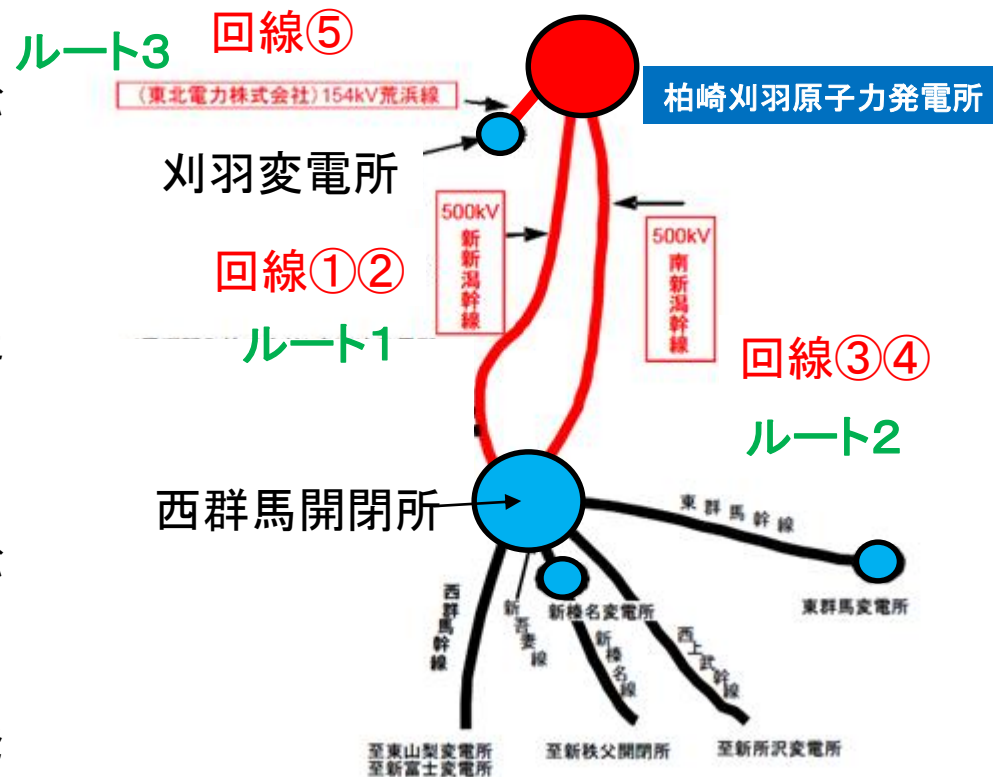 ルート3
回線⑤
(東北電力株式会社)154kV荒浜線
柏崎刈羽原子力発電所
刈羽変電所
500kV
新新潟幹線
500kV
南新潟幹線
回線①②
ルート1
回線③④
ルート2
西群馬開閉所
東群馬幹線
東群馬変電所
西群馬幹線
新吾妻線
新榛名変電所
新榛名線
西上武幹線
至東山梨変電所
至新富士変電所
至新秩父開閉所
至新所沢変電所